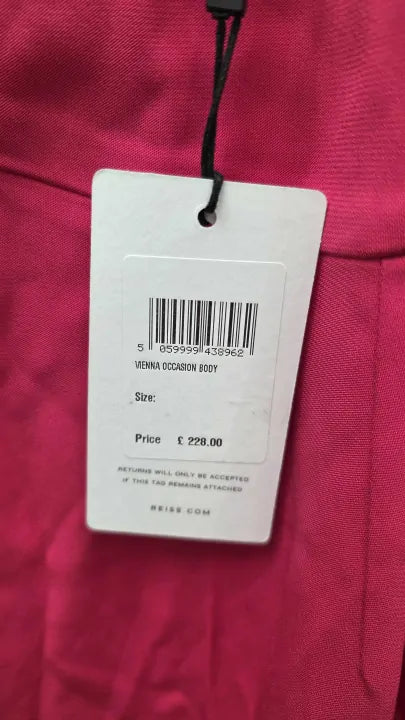 5 059999 438962
VIENNA OCCASION BODY
Size:
Price £ 228.00
RETURNS WILL ONLY BE ACCEPTED
IF THIS TAG REMAINS ATTACHED
REISS.COM